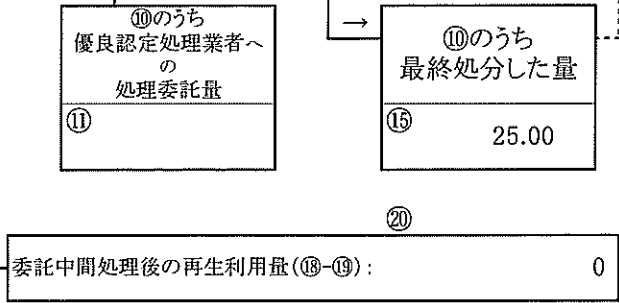 ⑩のうち
優良認定処理業者へ
の
処理委託量
⑪
→
⑩のうち
最終処分した量
⑮
25.00
⑳
委託中間処理後の再生利用量(⑱-⑲): 0